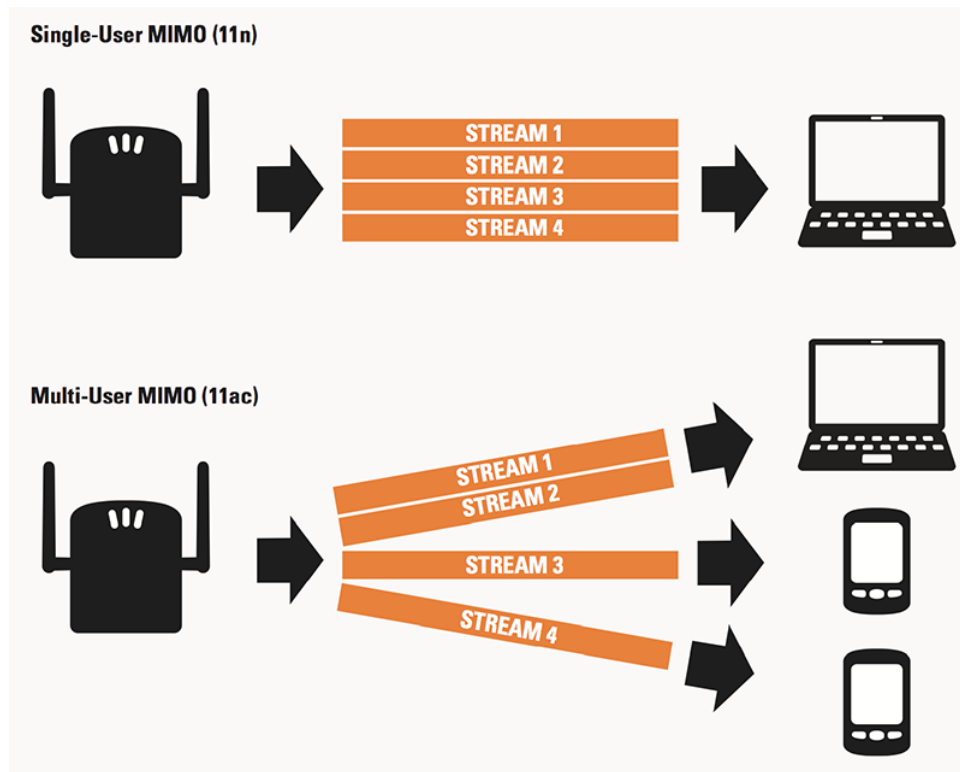 Single-User MIMO (11n)
STREAM 1
STREAM 2
STREAM 3
STREAM 4
Multi-User MIMO (11ac)
STREAM 1
STREAM 2
STREAM 3
STREAM 4